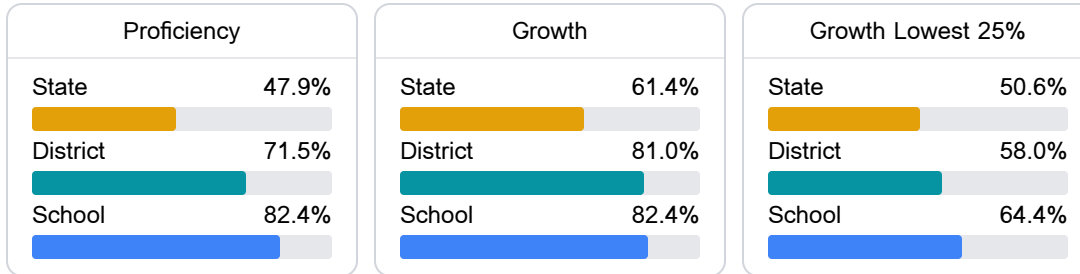 Proficiency
State 47.9%
District 71.5%
School 82.4%
Growth
State 61.4%
District 81.0%
School 82.4%
Growth Lowest 25%
State 50.6%
District 58.0%
School 64.4%